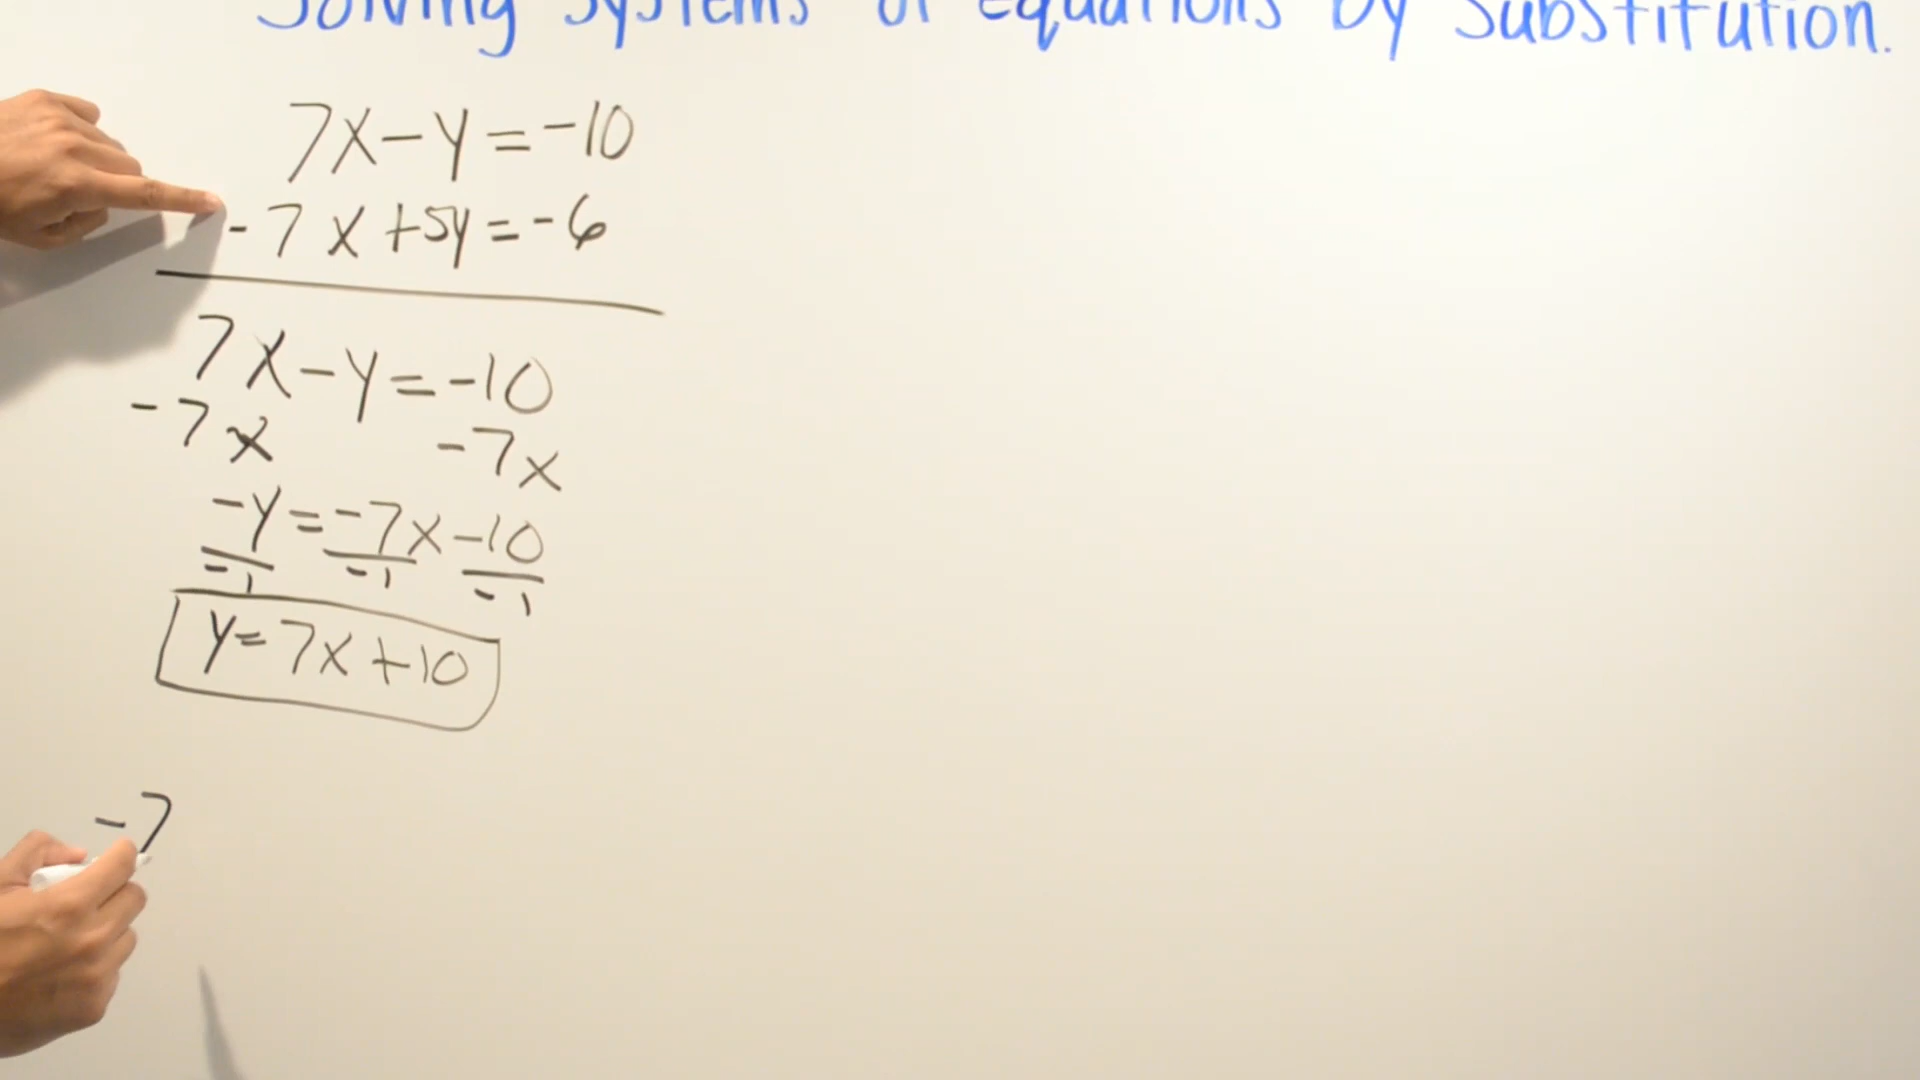 Solving Systems of Equations by Substitution.
7x-y=-10
-7x+5y=-6
7x-y=-10
-7x -7x
-y=-7x-10
-1 -1 -1
y=7x+10
-7